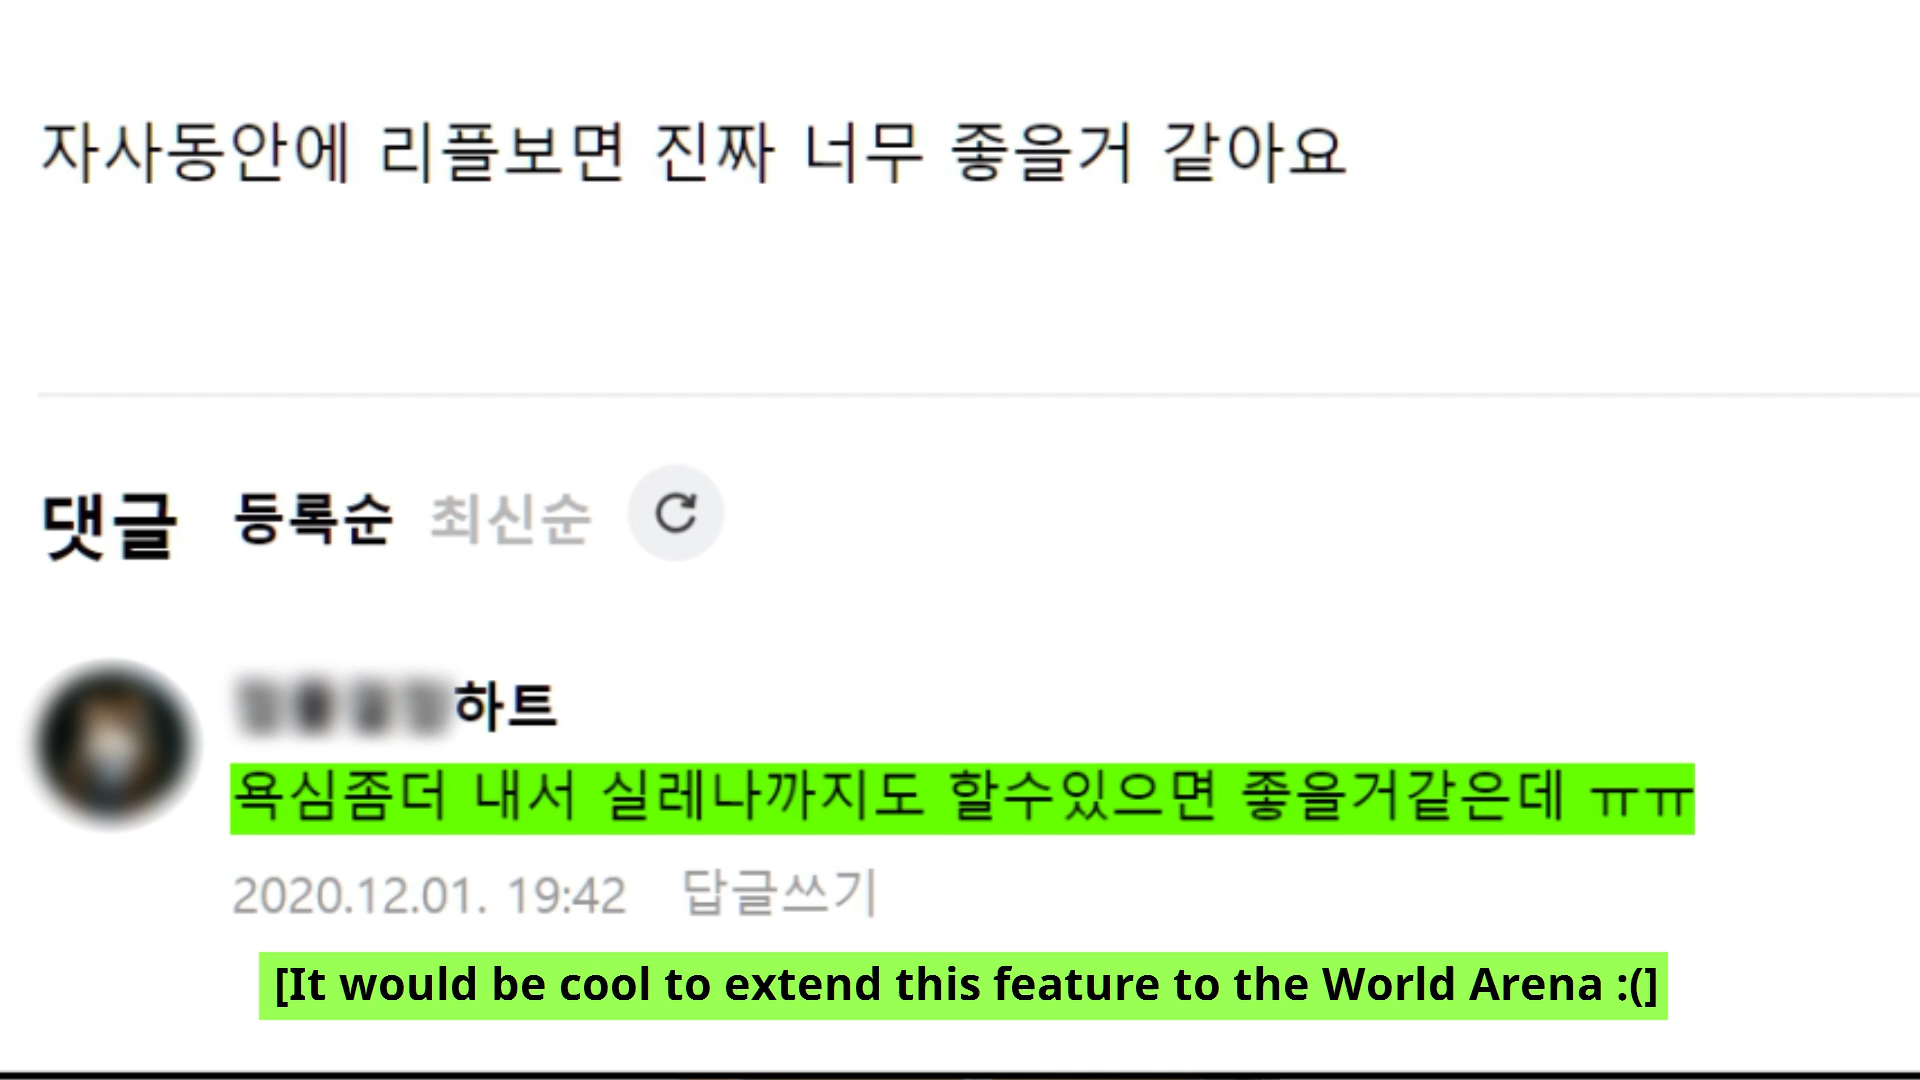 자사동안에 리플보면 진짜 너무 좋을거 같아요
댓글 등록순 최신순
하트
욕심좀더 내서 실레나까지도 할수있으면 좋을거같은데 ㅠㅠ
2020.12.01. 19:42 답글쓰기
[It would be cool to extend this feature to the World Arena :(]